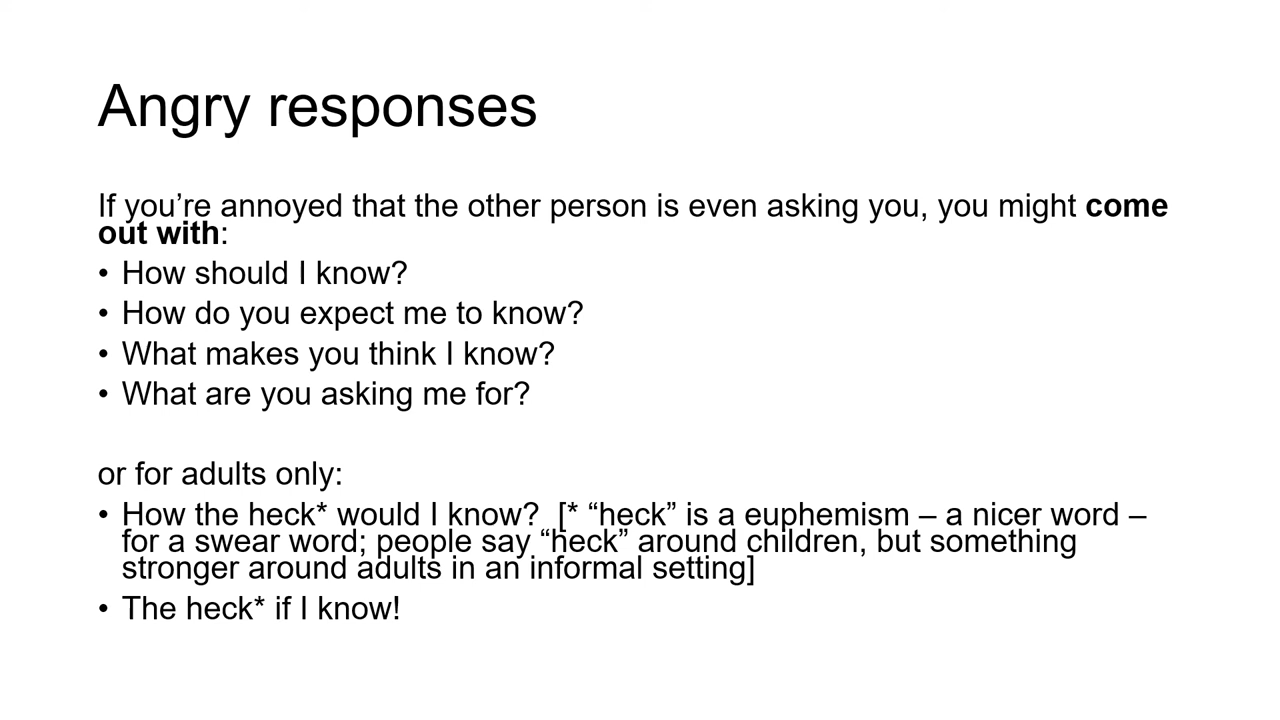 Angry responses
If you’re annoyed that the other person is even asking you, you might come
out with:
• How should I know?
• How do you expect me to know?
• What makes you think I know?
• What are you asking me for?
or for adults only:
• How the heck* would I know?  [* “heck” is a euphemism – a nicer word –
for a swear word; people say “heck” around children, but something
stronger around adults in an informal setting]
• The heck* if I know!